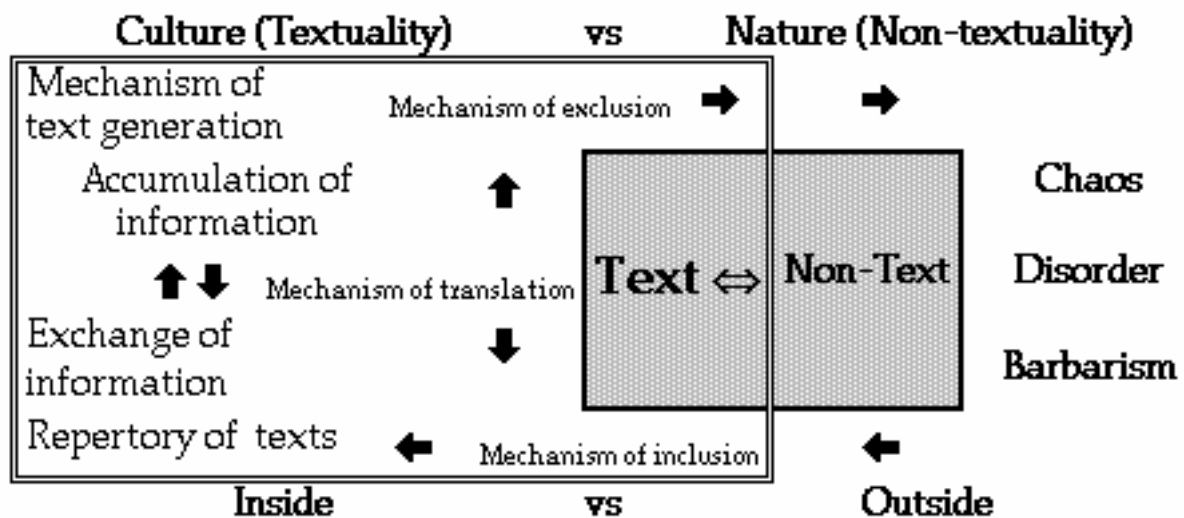 Culture (Textuality) vs Nature (Non-textuality)
Mechanism of
text generation
Mechanism of exclusion
Accumulation of
information
Chaos
Text ⇔ Non-Text
Disorder
Mechanism of translation
Exchange of
information
Barbarism
Repertory of texts
Mechanism of inclusion
Inside vs Outside